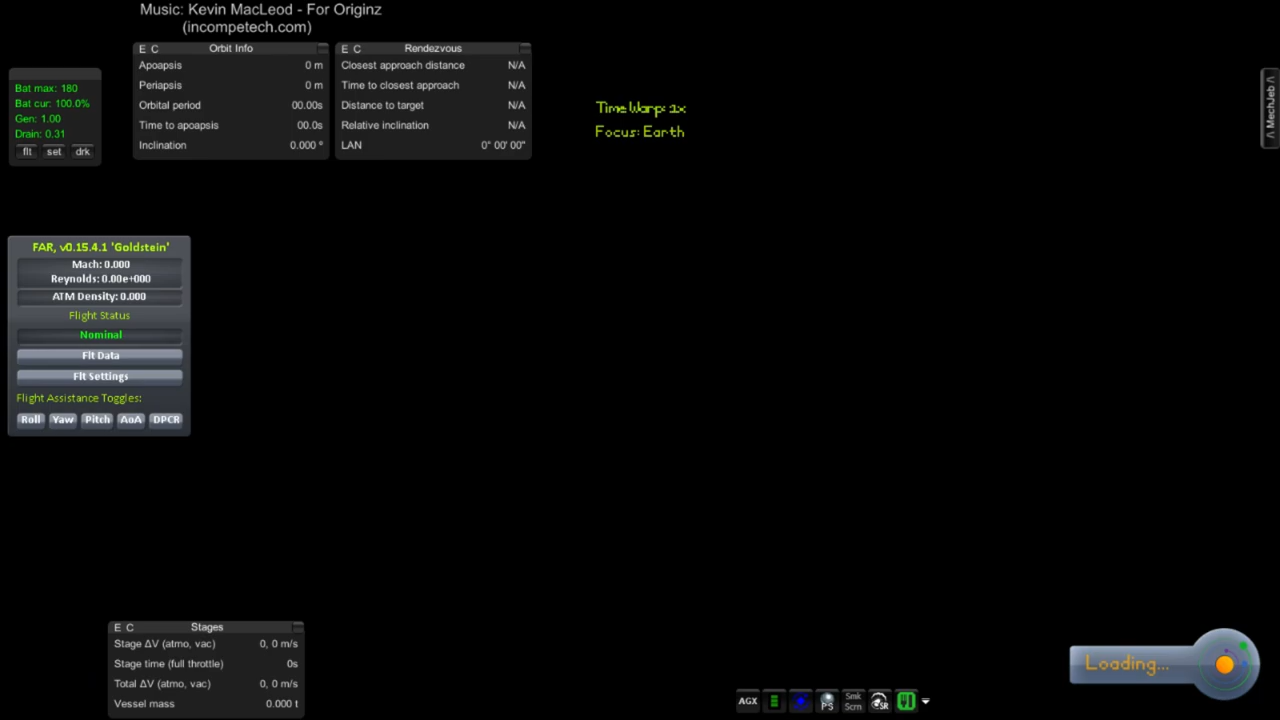 Music: Kevin MacLeod - For Originz
(incompetech.com)
E C Orbit Info
Apoapsis 0 m
Periapsis 0 m
Orbital period 00.00s
Time to apoapsis 00.0s
Inclination 0.000 °
E C Rendezvous
Closest approach distance N/A
Time to closest approach N/A
Distance to target N/A
Relative inclination N/A
LAN 0° 00' 00"
Bat max: 180
Bat cur: 100.0%
Gen: 1.00
Drain: 0.31
flt set drk
Time Warp: 1x
Focus: Earth
Λ MechJeb Λ
FAR, v0.15.4.1 'Goldstein'
Mach: 0.000
Reynolds: 0.00e+000
ATM Density: 0.000
Flight Status
Nominal
Flt Data
Flt Settings
Flight Assistance Toggles:
Roll Yaw Pitch AoA DPCR
E C Stages
Stage ΔV (atmo, vac) 0, 0 m/s
Stage time (full throttle) 0s
Total ΔV (atmo, vac) 0, 0 m/s
Vessel mass 0.000 t
Loading...
AGX
PS
Smk
Scrn
SR